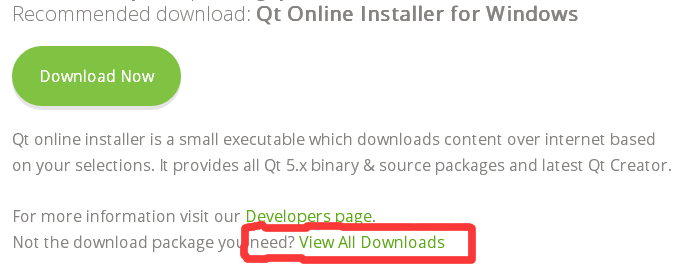 Recommended download: Qt Online Installer for Windows
Download Now
Qt online installer is a small executable which downloads content over internet based
on your selections. It provides all Qt 5.x binary & source packages and latest Qt Creator.
For more information visit our Developers page.
Not the download package you need? View All Downloads